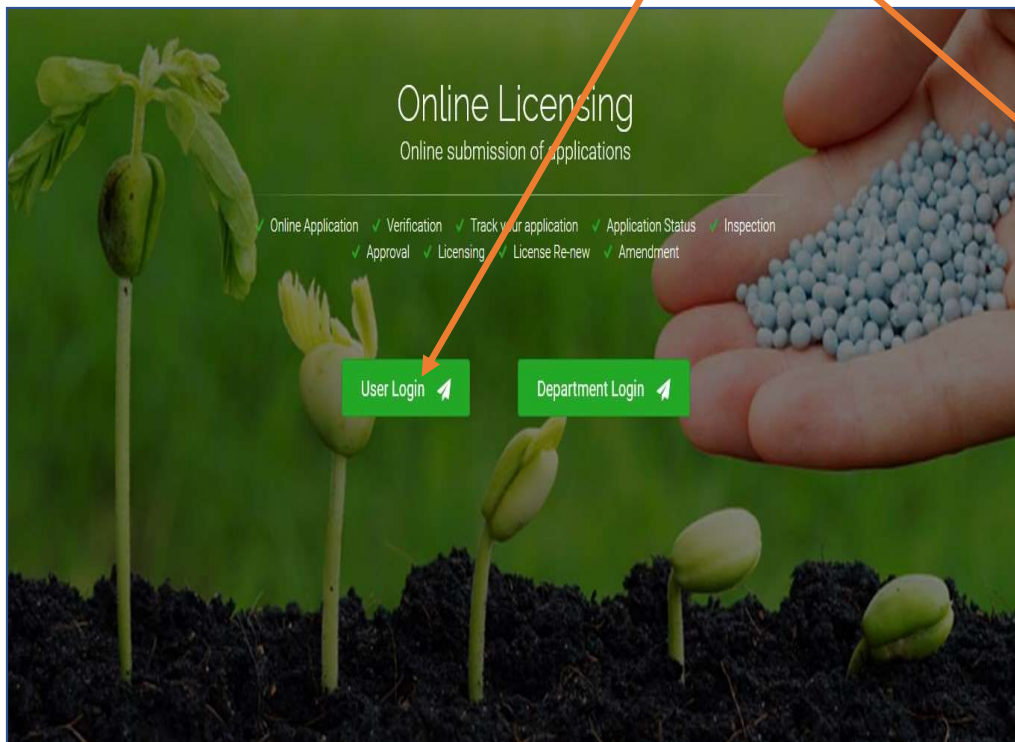 Online Licensing
Online submission of applications
✓ Online Application ✓ Verification ✓ Track your application ✓ Application Status ✓ Inspection
✓ Approval ✓ Licensing ✓ License Re-new ✓ Amendment
User Login
Department Login